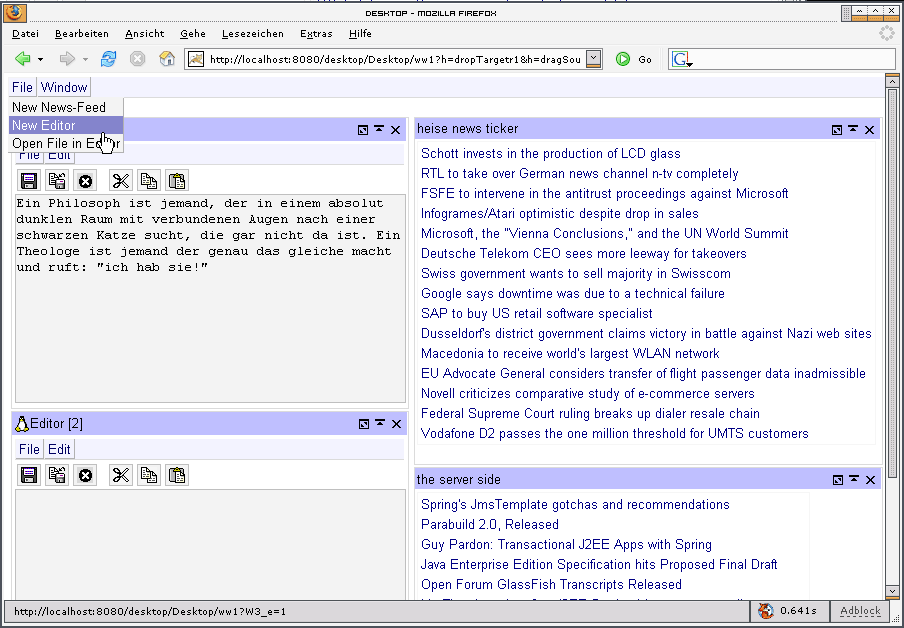 DESKTOP - MOZILLA FIREFOX
Datei Bearbeiten Ansicht Gehe Lesezeichen Extras Hilfe
http://localhost:8080/desktop/Desktop/ww1?h=dropTargetr1&h=dragSou Go G
File Window
New News-Feed
New Editor
Open File in Editor
File Edit
Ein Philosoph ist jemand, der in einem absolut
dunklen Raum mit verbundenen Augen nach einer
schwarzen Katze sucht, die gar nicht da ist. Ein
Theologe ist jemand der genau das gleiche macht
und ruft: "ich hab sie!"
Editor [2]
File Edit
heise news ticker
Schott invests in the production of LCD glass
RTL to take over German news channel n-tv completely
FSFE to intervene in the antitrust proceedings against Microsoft
Infogrames/Atari optimistic despite drop in sales
Microsoft, the "Vienna Conclusions," and the UN World Summit
Deutsche Telekom CEO sees more leeway for takeovers
Swiss government wants to sell majority in Swisscom
Google says downtime was due to a technical failure
SAP to buy US retail software specialist
Dusseldorf's district government claims victory in battle against Nazi web sites
Macedonia to receive world's largest WLAN network
EU Advocate General considers transfer of flight passenger data inadmissible
Novell criticizes comparative study of e-commerce servers
Federal Supreme Court ruling breaks up dialer resale chain
Vodafone D2 passes the one million threshold for UMTS customers
the server side
Spring's JmsTemplate gotchas and recommendations
Parabuild 2.0, Released
Guy Pardon: Transactional J2EE Apps with Spring
Java Enterprise Edition Specification hits Proposed Final Draft
Open Forum GlassFish Transcripts Released
http://localhost:8080/desktop/Desktop/ww1?W3_e=1 0.641s Adblock